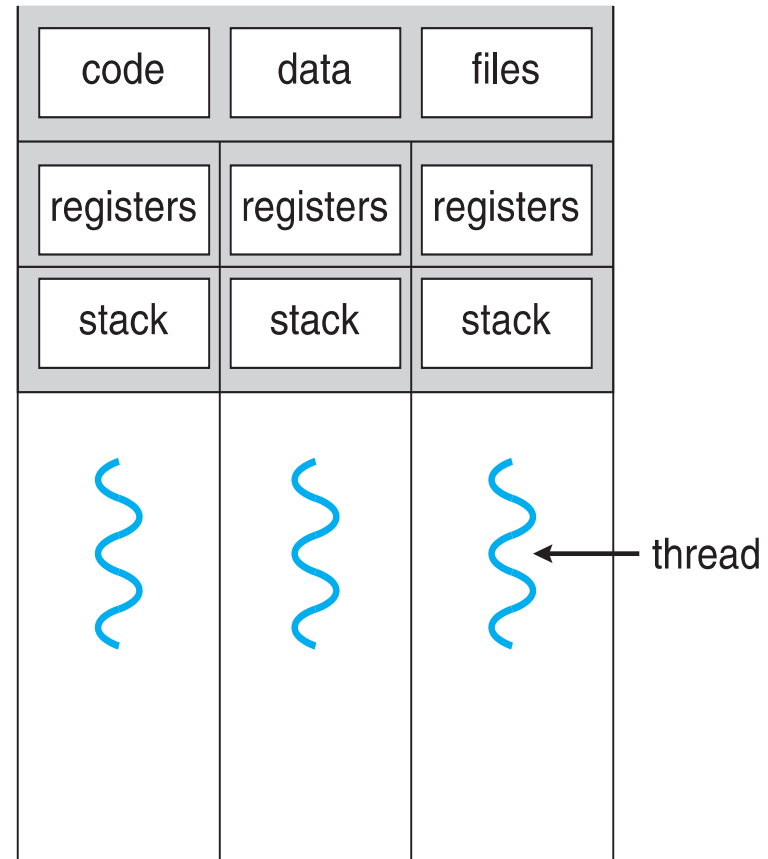 code data files
registers registers registers
stack stack stack
thread